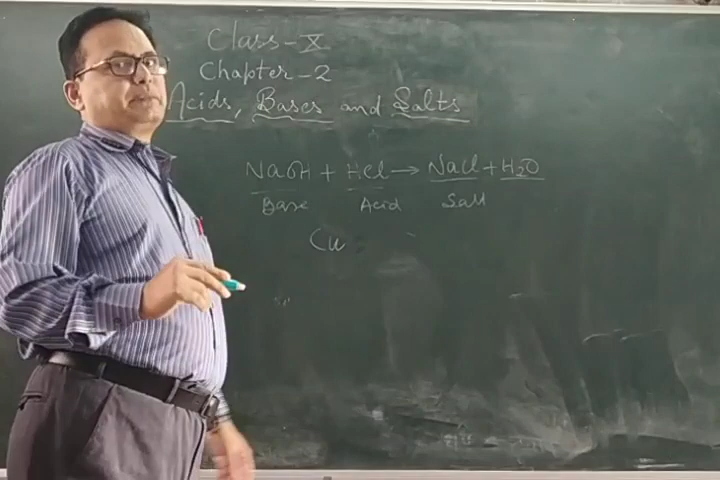 Class-X
Chapter-2
Acids, Bases and Salts
NaOH + HCl → NaCl + H₂O
Base Acid Salt
Cu